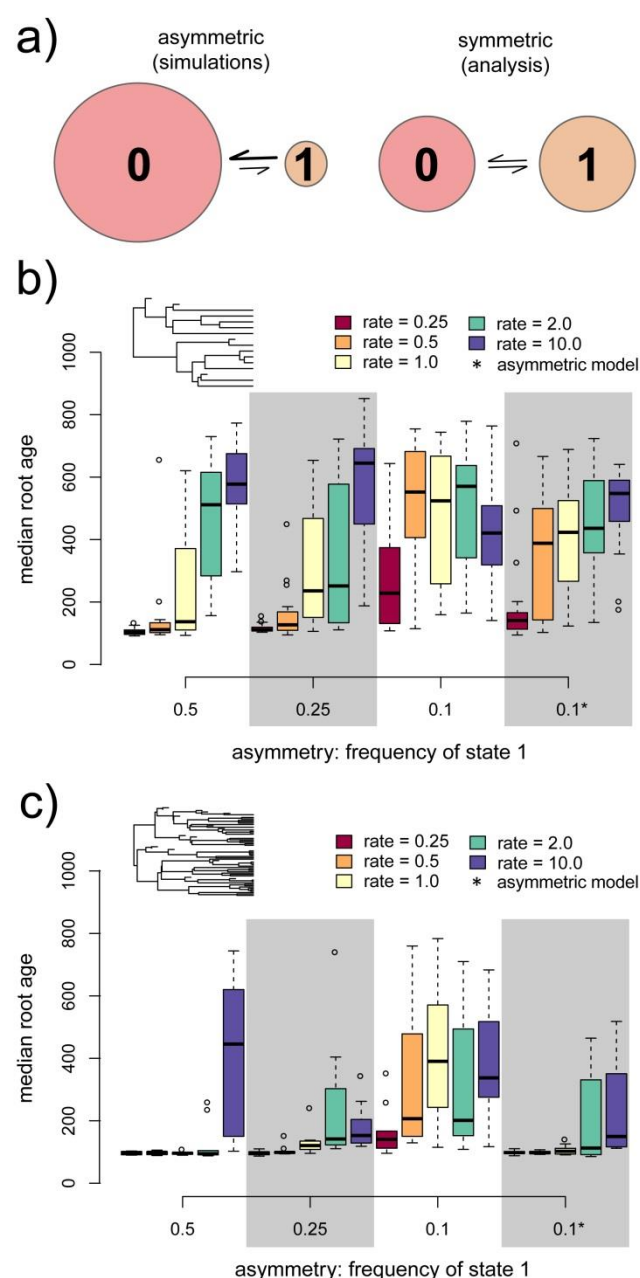 a)
asymmetric
(simulations)
symmetric
(analysis)
0
1
0
1
b)
rate = 0.25
rate = 0.5
rate = 1.0
rate = 2.0
rate = 10.0
* asymmetric model
median root age
0
200
400
600
800
1000
0.5
0.25
0.1
0.1*
asymmetry: frequency of state 1
c)
rate = 0.25
rate = 0.5
rate = 1.0
rate = 2.0
rate = 10.0
* asymmetric model
median root age
0
200
400
600
800
1000
0.5
0.25
0.1
0.1*
asymmetry: frequency of state 1